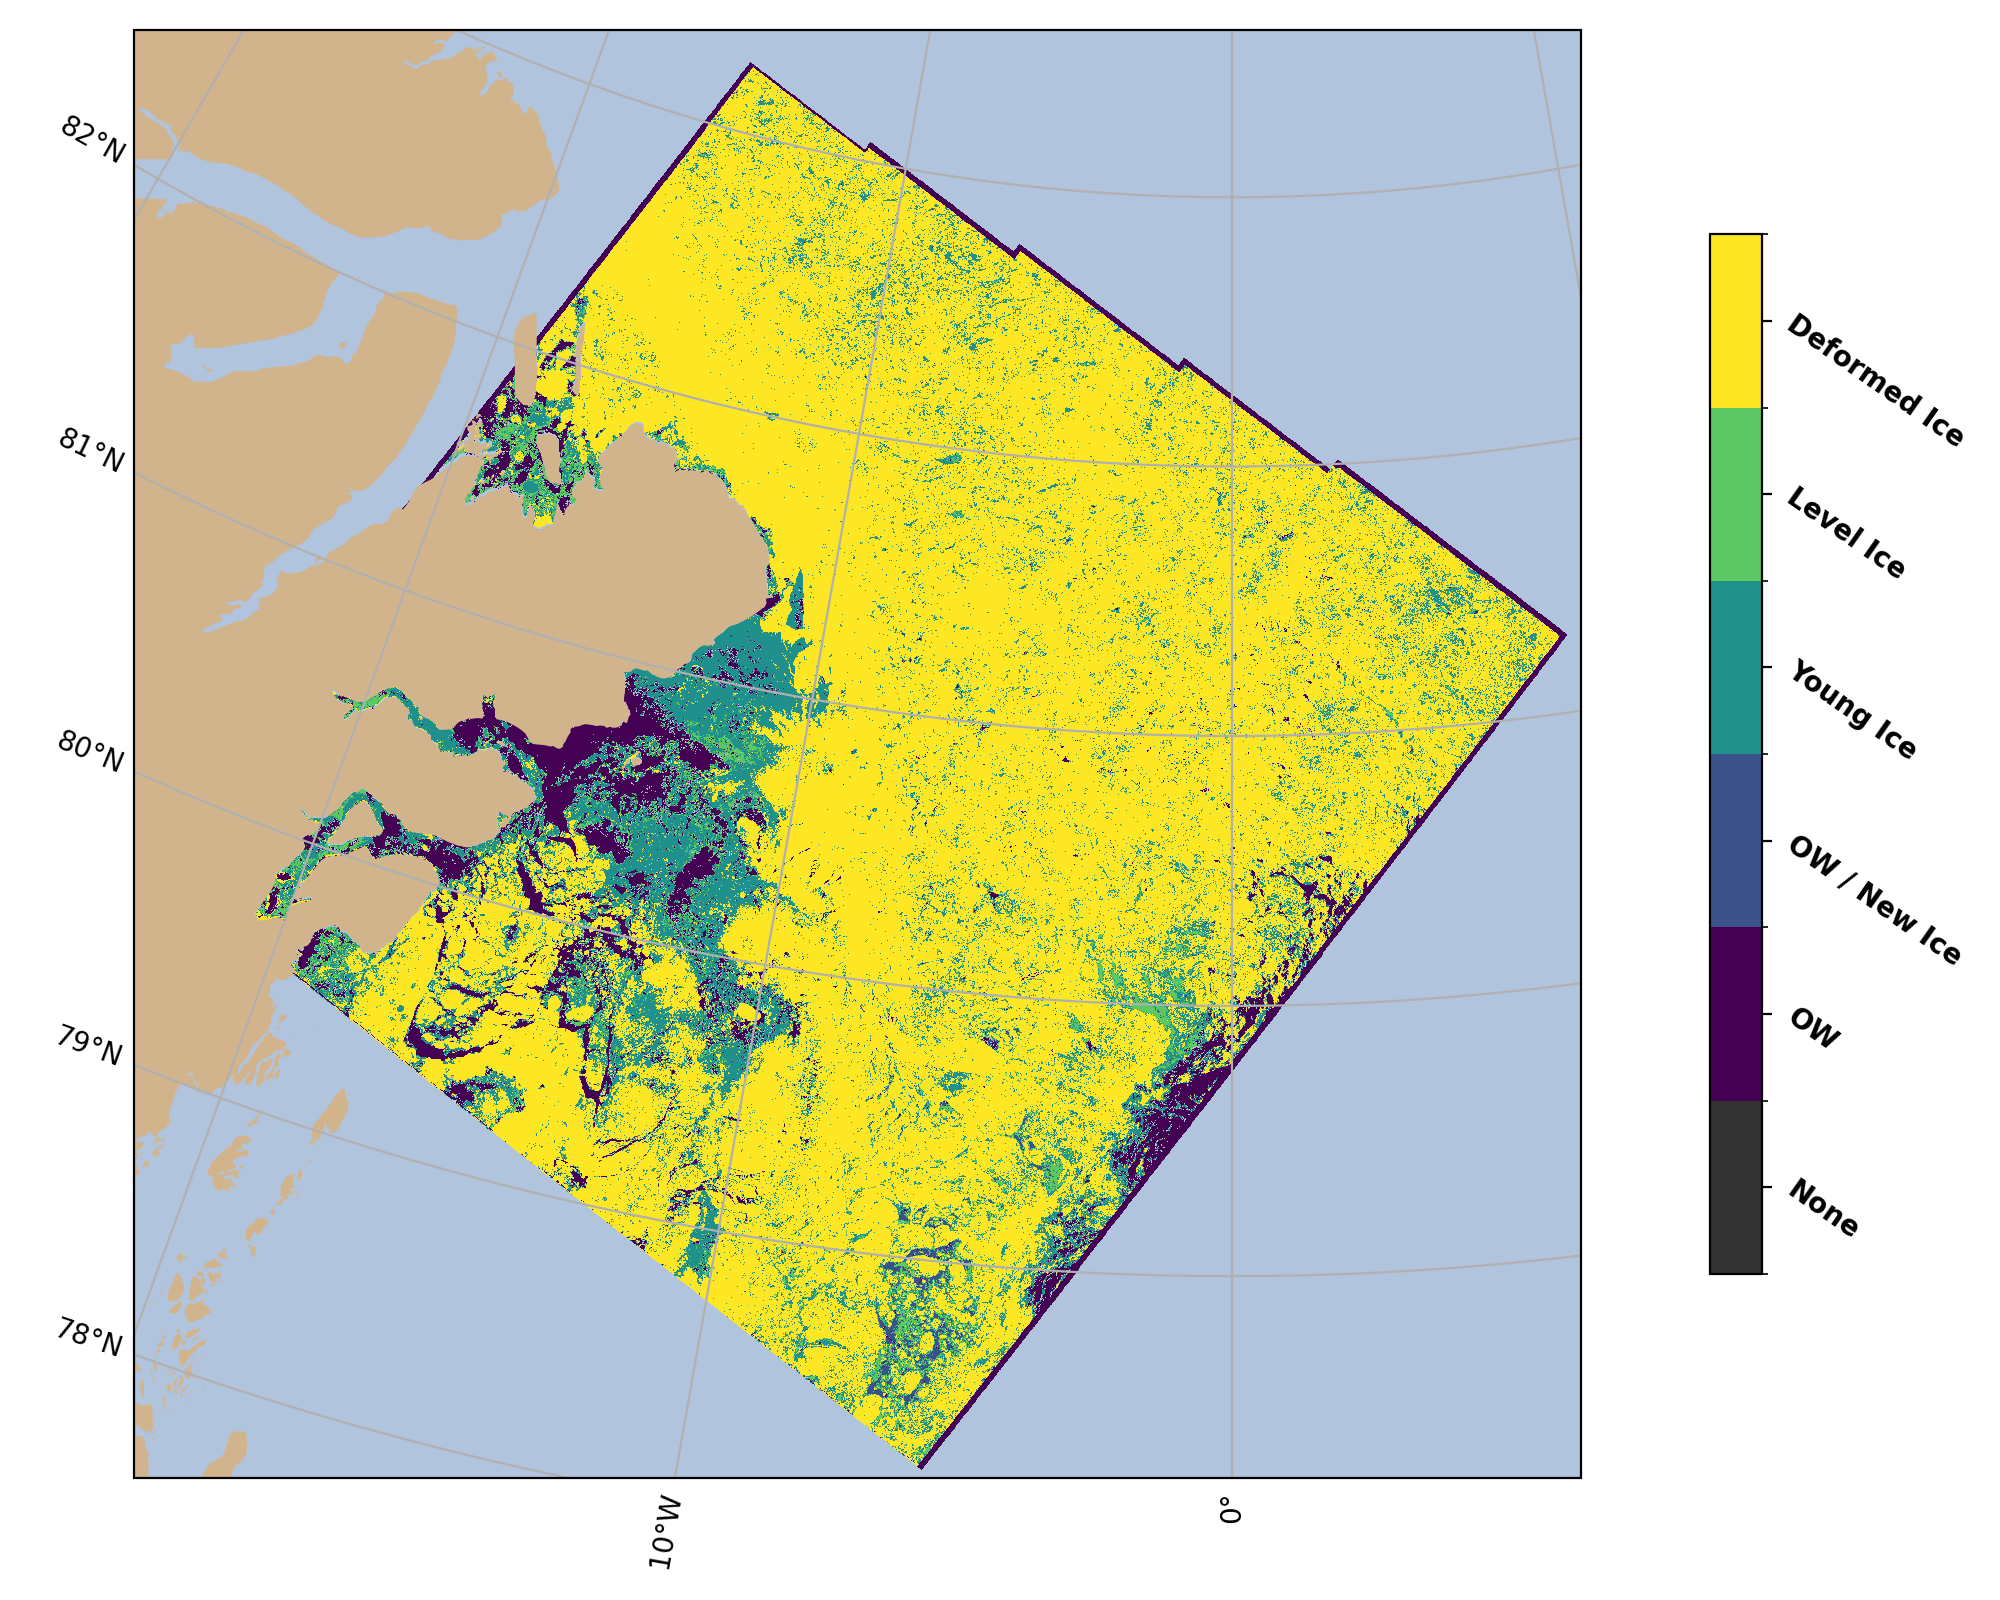 82°N
81°N
80°N
79°N
78°N
10°W
0°
Deformed Ice
Level Ice
Young Ice
OW / New Ice
OW
None